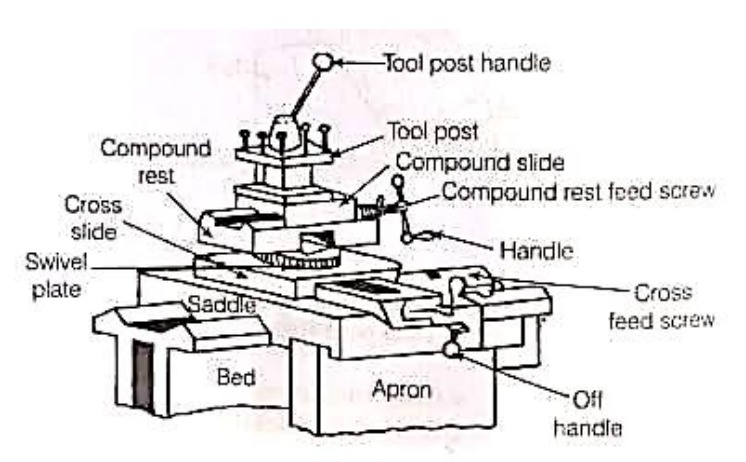 Tool post handle
Tool post
Compound
rest
Compound slide
Compound rest feed screw
Cross
slide
Handle
Swivel
plate
Saddle
Cross
feed screw
Bed
Apron
Off
handle